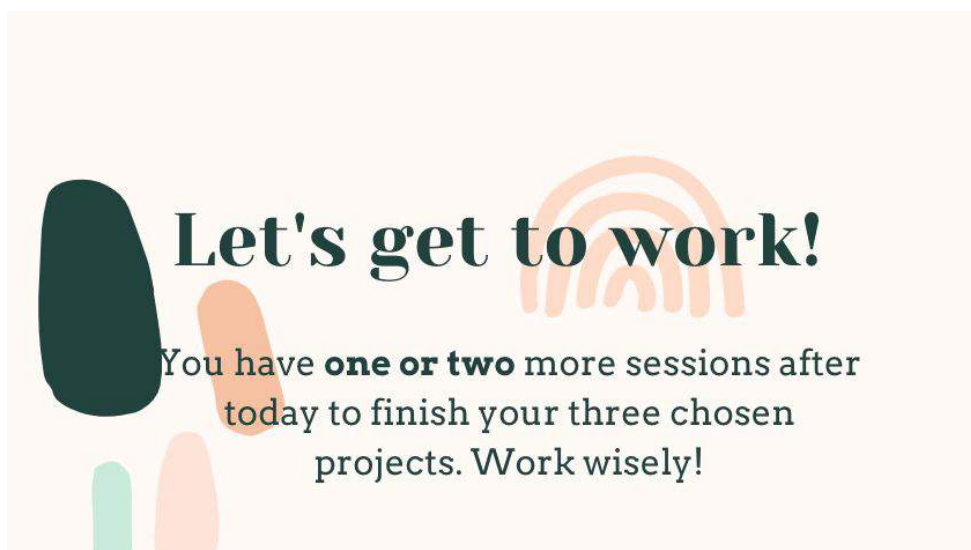 Let's get to work!
You have one or two more sessions after
today to finish your three chosen
projects. Work wisely!